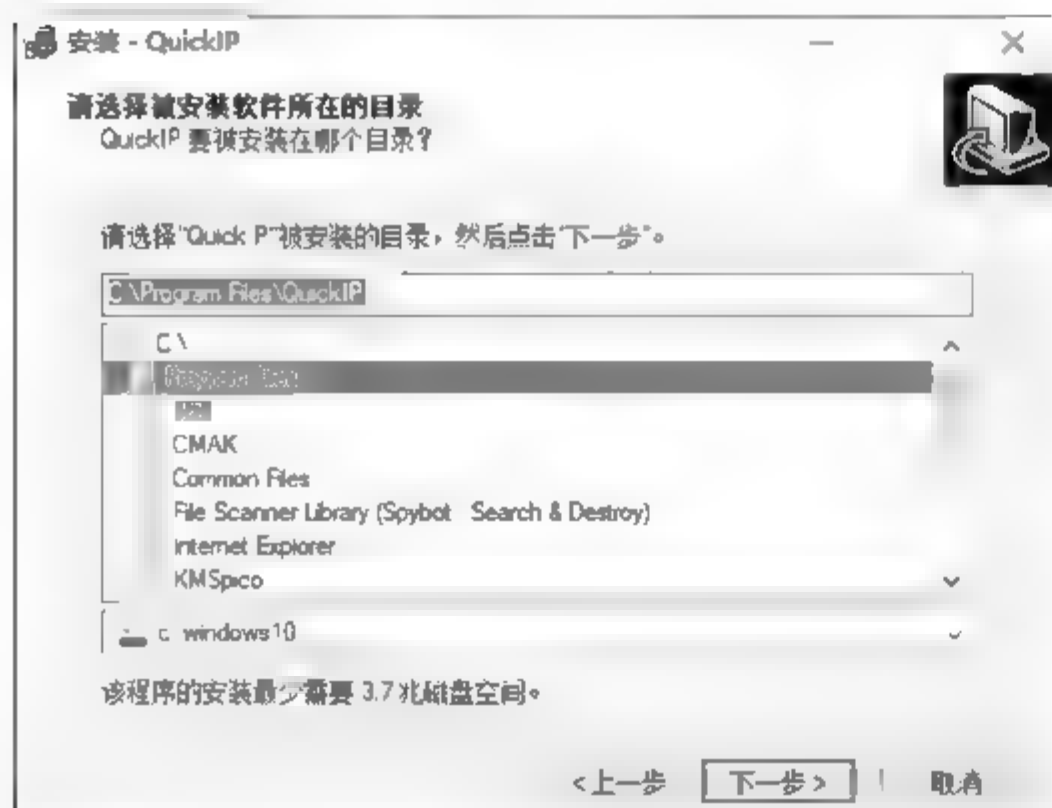 安装 - QuickIP
请选择被安装软件所在的目录
QuickIP 要被安装在哪个目录?
请选择"Quick P"被安装的目录，然后点击"下一步"。
C:\Program Files\QuickIP
C:\
CMAK
Common Files
File Scanner Library (Spybot Search & Destroy)
Internet Explorer
KMSpico
c: windows10
该程序的安装最少需要 3.7 兆磁盘空间。
<上一步 下一步> 取消